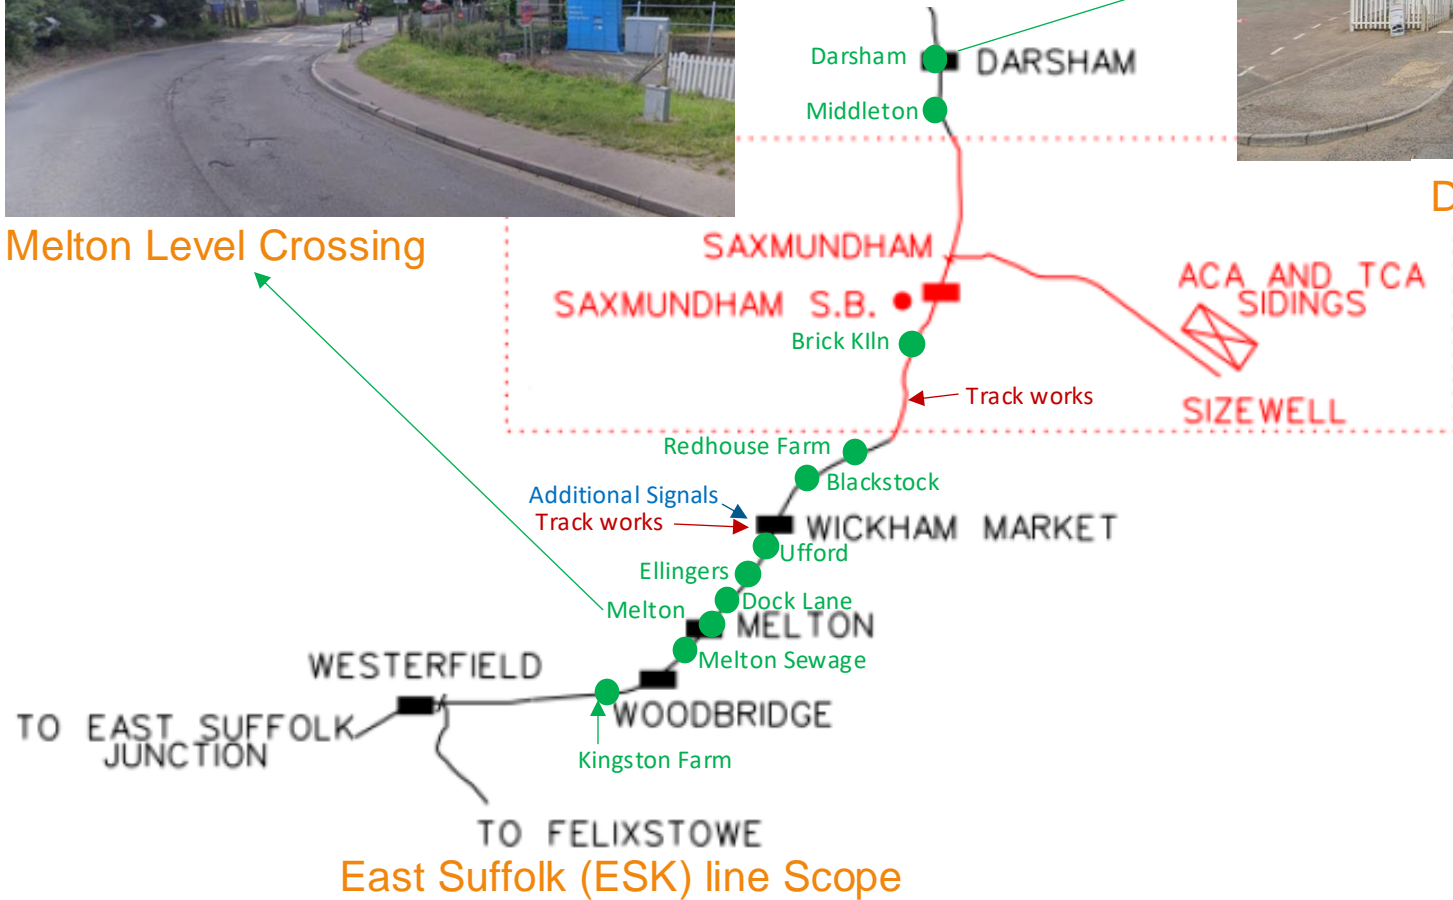 Darsham
DARSHAM
Middleton
D
Melton Level Crossing
SAXMUNDHAM
ACA AND TCA
SIDINGS
SAXMUNDHAM S.B.
Brick KIln
Track works
SIZEWELL
Redhouse Farm
Blackstock
Additional Signals
Track works
WICKHAM MARKET
Ufford
Ellingers
Dock Lane
Melton
MELTON
Melton Sewage
WESTERFIELD
WOODBRIDGE
TO EAST SUFFOLK
JUNCTION
Kingston Farm
TO FELIXSTOWE
East Suffolk (ESK) line Scope